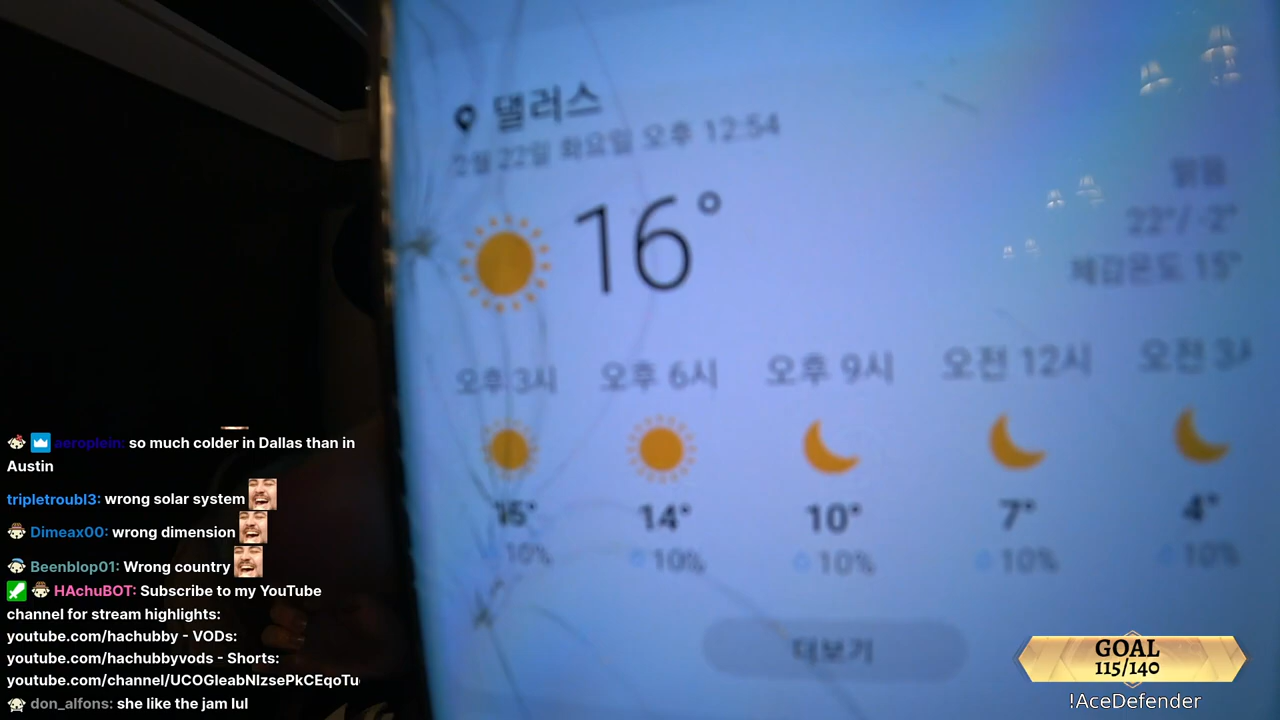 댈러스
2월 22일 화요일 오후 12:54
16°
맑음
22°/ -2°
체감온도 15°
오후 3시 오후 6시 오후 9시 오전 12시 오전 3시
15° 14° 10° 7° 4°
10% 10% 10% 10% 10%
더보기
aeroplein: so much colder in Dallas than in
Austin
tripletroubl3: wrong solar system
Dimeax00: wrong dimension
Beenblop01: Wrong country
HAchuBOT: Subscribe to my YouTube
channel for stream highlights:
youtube.com/hachubby - VODs:
youtube.com/hachubbyvods - Shorts:
youtube.com/channel/UCOGleabNlzsePkCEqoTu
don_alfons: she like the jam lul
GOAL
115/140
!AceDefender